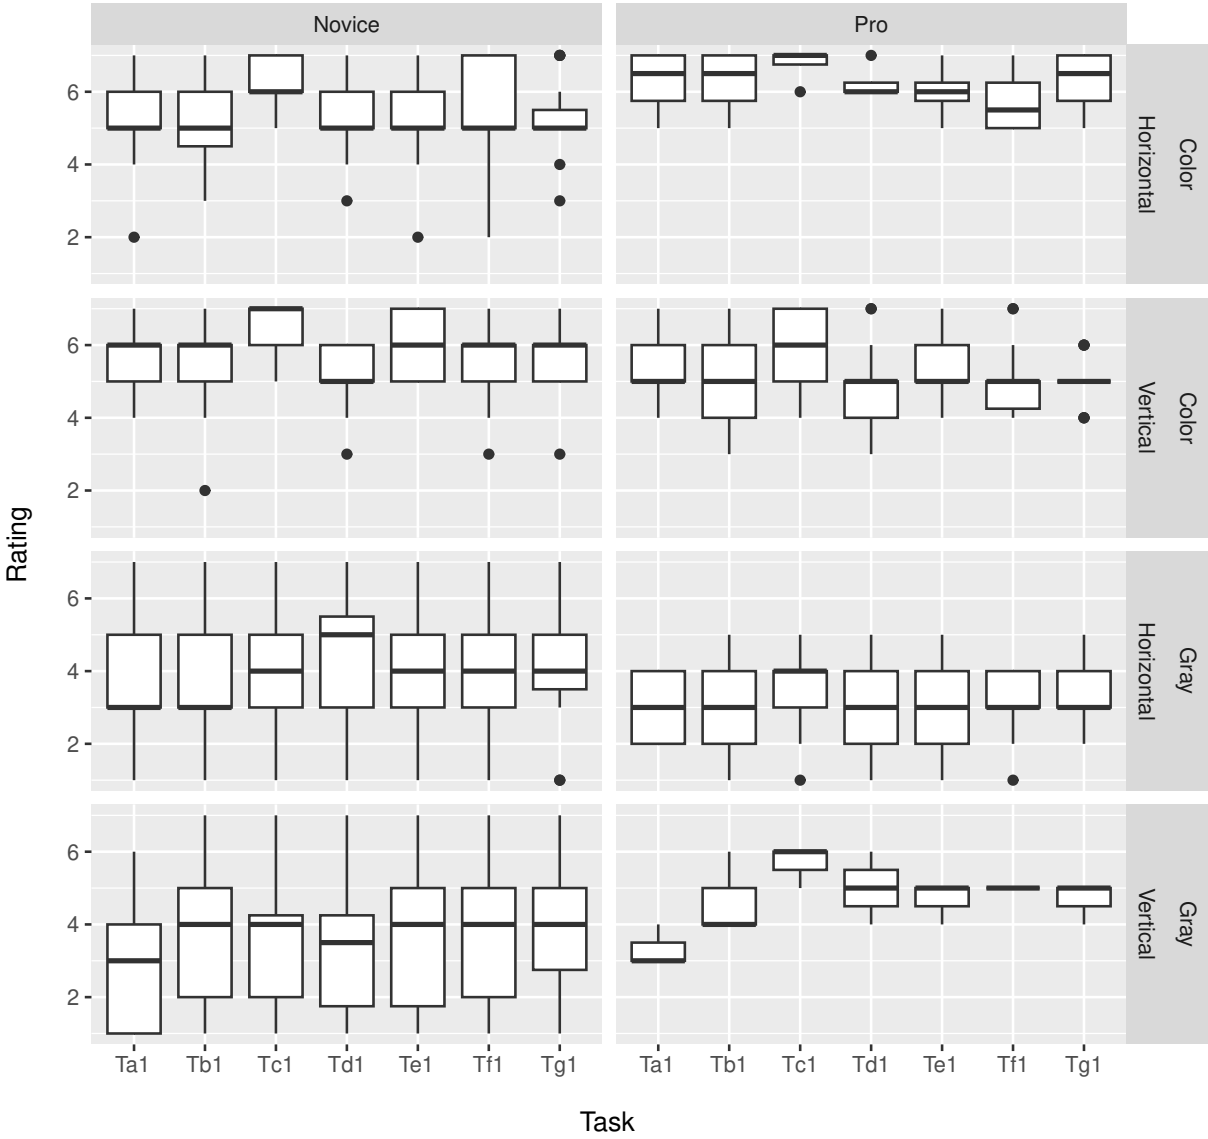 Novice
Pro
6
4
2
Color
Horizontal
6
4
2
Color
Vertical
Rating
6
4
2
Gray
Horizontal
6
4
2
Gray
Vertical
Ta1 Tb1 Tc1 Td1 Te1 Tf1 Tg1
Ta1 Tb1 Tc1 Td1 Te1 Tf1 Tg1
Task